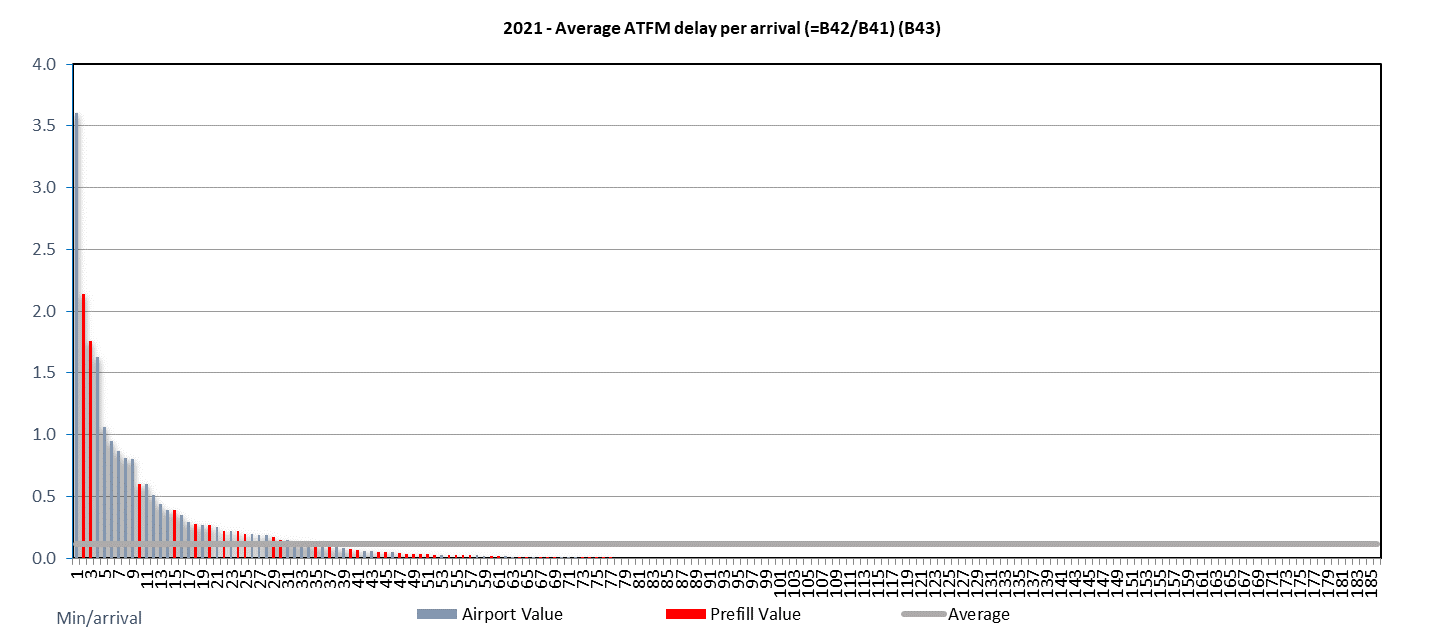 2021 - Average ATFM delay per arrival (=B42/B41) (B43)
4.0
3.5
3.0
2.5
2.0
1.5
1.0
0.5
0.0
1 3 5 7 9 11 13 15 17 19 21 23 25 27 29 31 33 35 37 39 41 43 45 47 49 51 53 55 57 59 61 63 65 67 69 71 73 75 77 79 81 83 85 87 89 91 93 95 97 99 101 103 105 107 109 111 113 115 117 119 121 123 125 127 129 131 133 135 137 139 141 143 145 147 149 151 153 155 157 159 161 163 165 167 169 171 173 175 177 179 181 183 185
Min/arrival
Airport Value Prefill Value Average